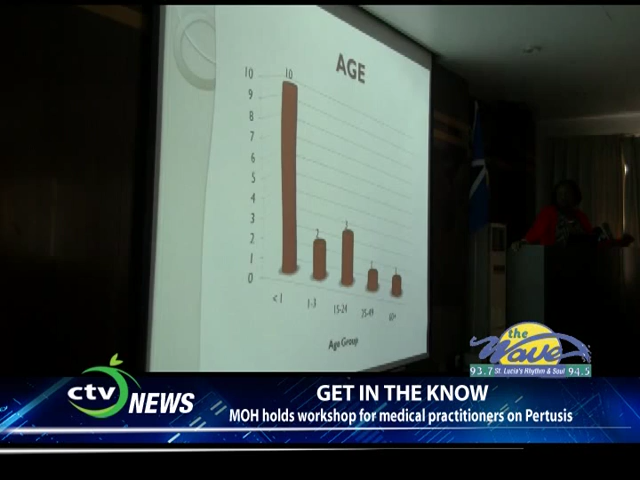 AGE
10
9
8
7
6
5
4
3
2
1
0
10
2
1
1
< 1
1-3
15-24
25-49
60+
Age Group
the
Wave
93.7 St. Lucia's Rhythm & Soul 94.5
ctv NEWS
GET IN THE KNOW
MOH holds workshop for medical practitioners on Pertusis